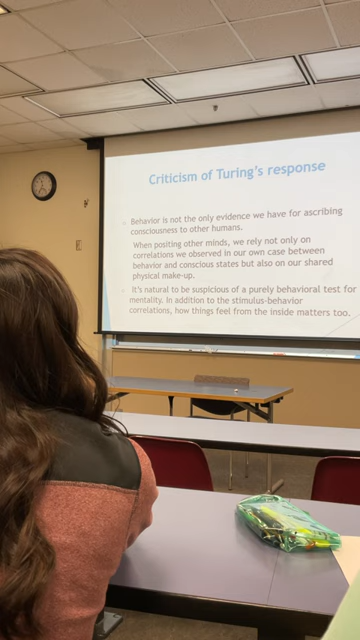 Criticism of Turing's response
Behavior is not the only evidence we have for ascribing
consciousness to other humans.
When positing other minds, we rely not only on
correlations we observed in our own case between
behavior and conscious states but also on our shared
physical make-up.
It's natural to be suspicious of a purely behavioral test for
mentality. In addition to the stimulus-behavior
correlations, how things feel from the inside matters too.